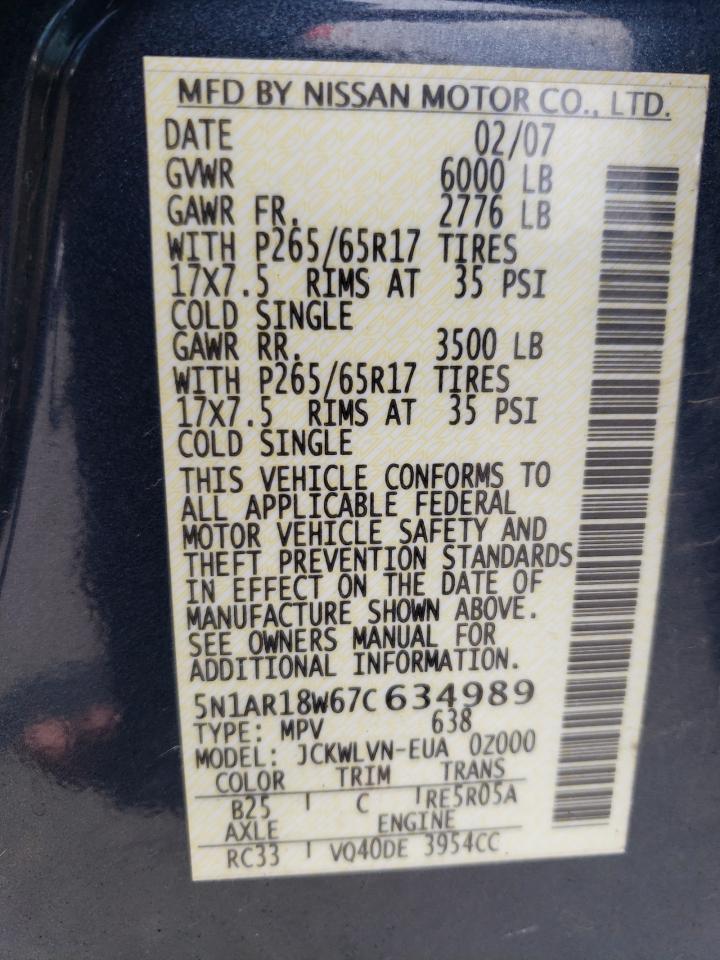 MFD BY NISSAN MOTOR CO., LTD.
DATE 02/07
GVWR 6000 LB
GAWR FR. 2776 LB
WITH P265/65R17 TIRES
17X7.5 RIMS AT 35 PSI
COLD SINGLE
GAWR RR. 3500 LB
WITH P265/65R17 TIRES
17X7.5 RIMS AT 35 PSI
COLD SINGLE
THIS VEHICLE CONFORMS TO
ALL APPLICABLE FEDERAL
MOTOR VEHICLE SAFETY AND
THEFT PREVENTION STANDARDS
IN EFFECT ON THE DATE OF
MANUFACTURE SHOWN ABOVE.
SEE OWNERS MANUAL FOR
ADDITIONAL INFORMATION.
5N1AR18W67C634989
TYPE: MPV 638
MODEL: JCKWLVN-EUA 0Z000
COLOR TRIM TRANS
B25 C RE5R05A
AXLE ENGINE
RC33 VQ40DE 3954CC